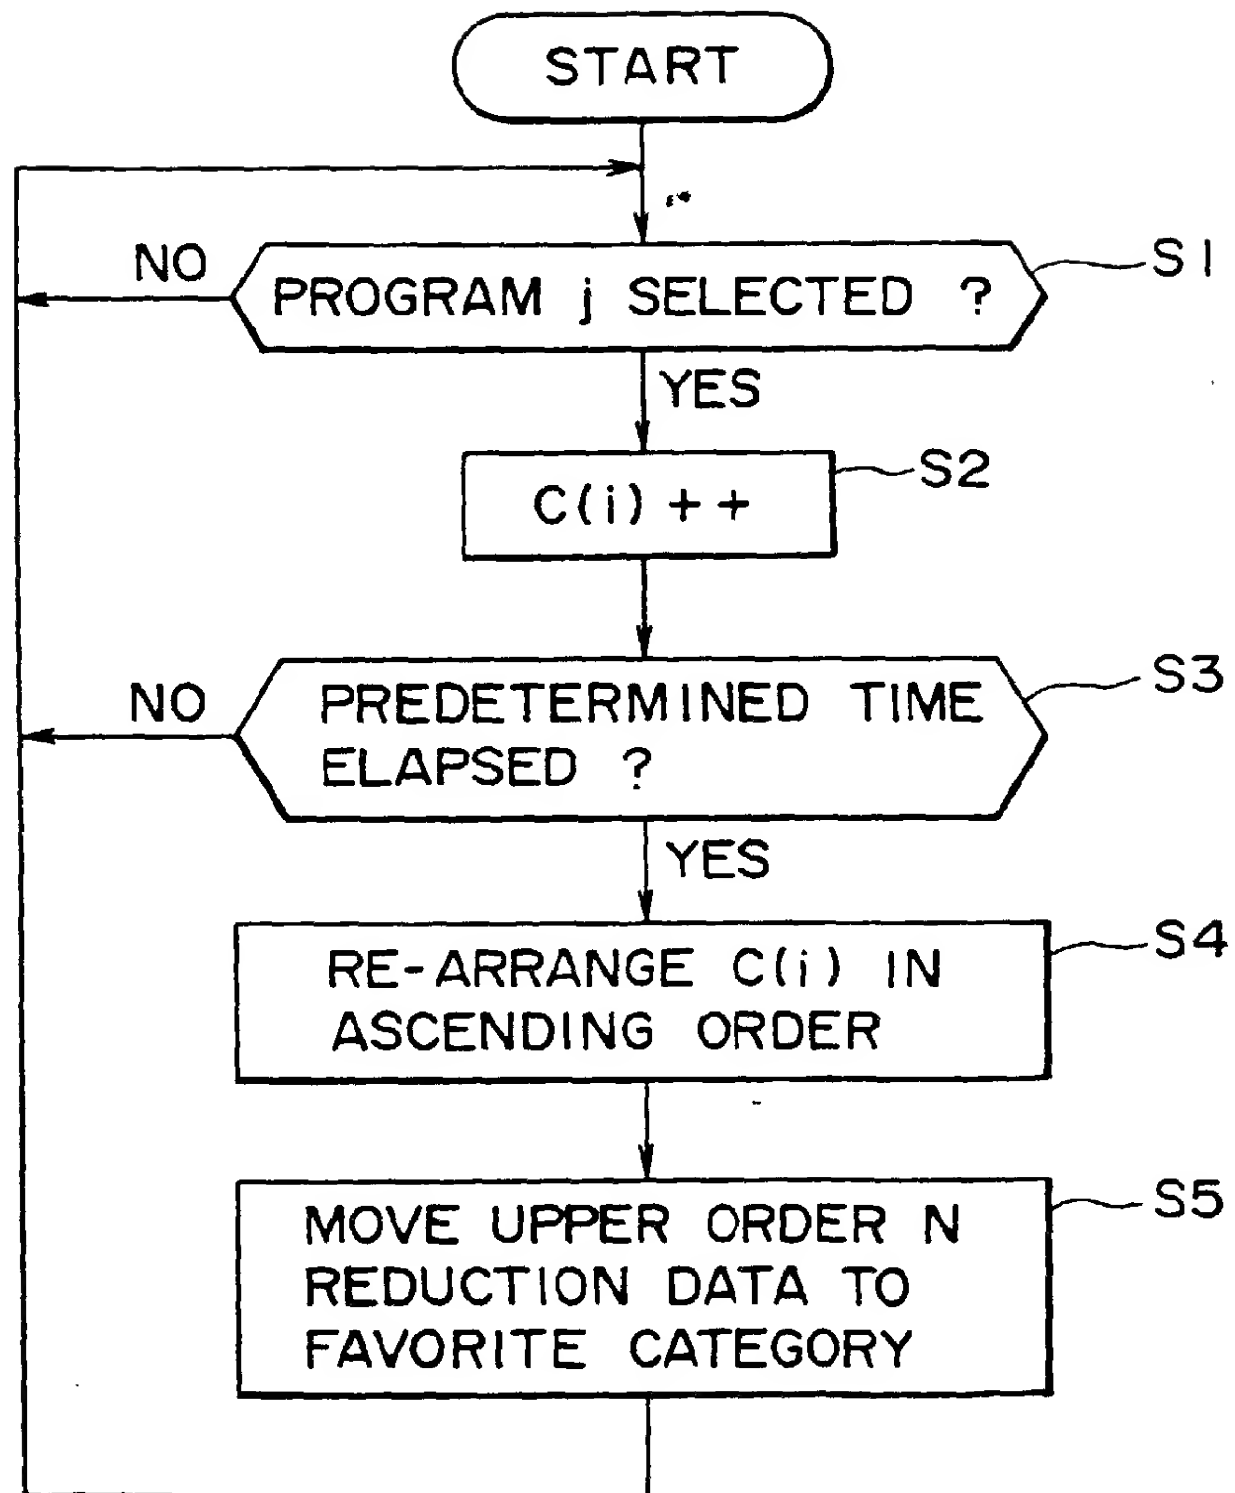 START
NO
PROGRAM j SELECTED ?
S1
YES
C(i) + +
S2
NO
PREDETERMINED TIME
ELAPSED ?
S3
YES
RE-ARRANGE C(i) IN
ASCENDING ORDER
S4
MOVE UPPER ORDER N
REDUCTION DATA TO
FAVORITE CATEGORY
S5